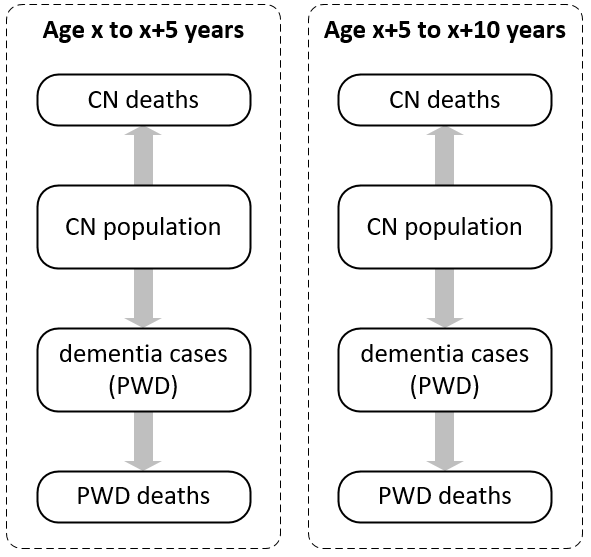 Age x to x+5 years
CN deaths
CN population
dementia cases
(PWD)
PWD deaths
Age x+5 to x+10 years
CN deaths
CN population
dementia cases
(PWD)
PWD deaths